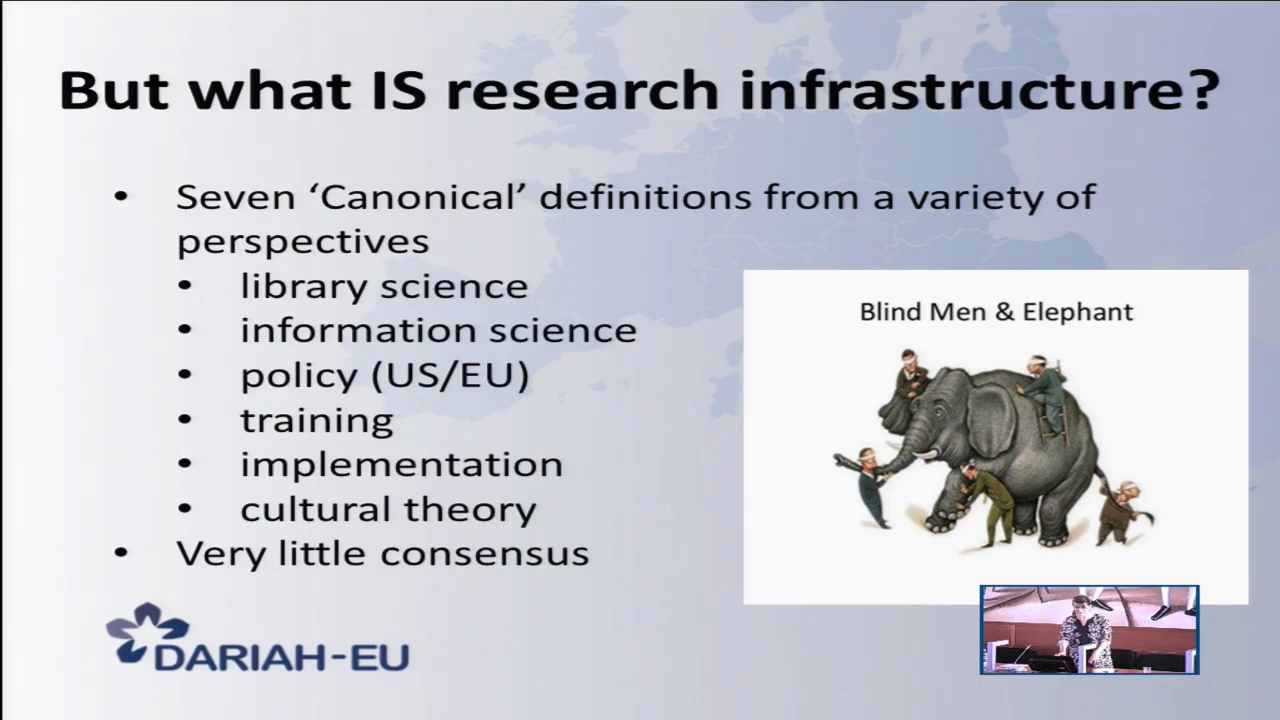 But what IS research infrastructure?
• Seven ‘Canonical’ definitions from a variety of
perspectives
• library science
• information science
• policy (US/EU)
• training
• implementation
• cultural theory
• Very little consensus
Blind Men & Elephant
DARIAH-EU